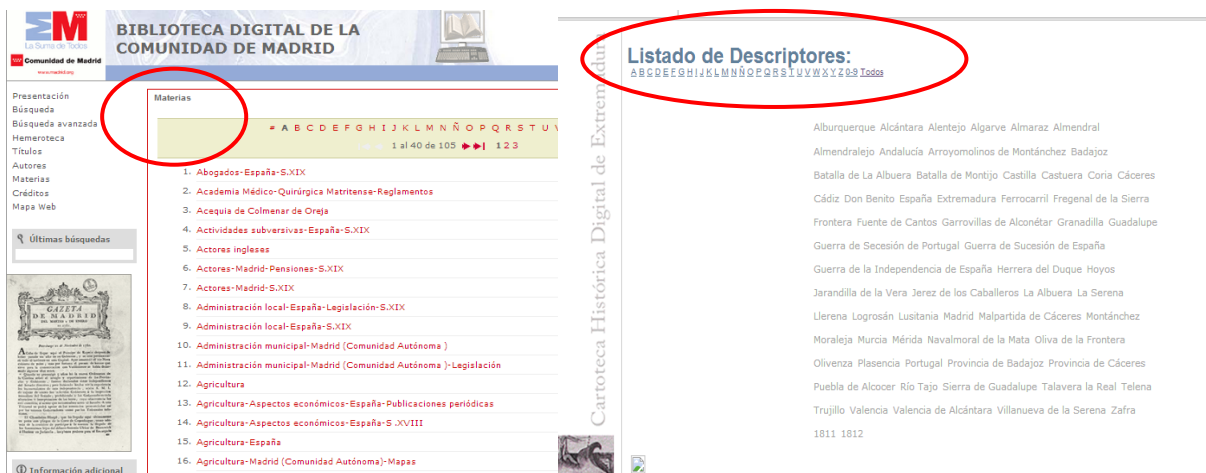 EM
La Suma de Todos
Comunidad de Madrid
www.madrid.org
BIBLIOTECA DIGITAL DE LA
COMUNIDAD DE MADRID
Presentación
Búsqueda
Búsqueda avanzada
Hemeroteca
Títulos
Autores
Materias
Créditos
Mapa Web
Últimas búsquedas
GAZETA
DE MADRID
Información adicional
Materias
# A B C D E F G H I J K L M N Ñ O P Q R S T U V
1 al 40 de 105 1 2 3
1. Abogados-España-S.XIX
2. Academia Médico-Quirúrgica Matritense-Reglamentos
3. Acequia de Colmenar de Oreja
4. Actividades subversivas-España-S.XIX
5. Actores ingleses
6. Actores-Madrid-Pensiones-S.XIX
7. Actores-Madrid-S.XIX
8. Administración local-España-Legislación-S.XIX
9. Administración local-España-S.XIX
10. Administración municipal-Madrid (Comunidad Autónoma )
11. Administración municipal-Madrid (Comunidad Autónoma )-Legislación
12. Agricultura
13. Agricultura-Aspectos económicos-España-Publicaciones periódicas
14. Agricultura-Aspectos económicos-España-S .XVIII
15. Agricultura-España
16. Agricultura-Madrid (Comunidad Autónoma)-Mapas
Cartoteca Histórica Digital de Extremadura
Listado de Descriptores:
A B C D E F G H I J K L M N Ñ O P Q R S T U V W X Y Z 0-9 Todos
Alburquerque Alcántara Alentejo Algarve Almaraz Almendral
Almendralejo Andalucía Arroyomolinos de Montánchez Badajoz
Batalla de La Albuera Batalla de Montijo Castilla Castuera Coria Cáceres
Cádiz Don Benito España Extremadura Ferrocarril Fregenal de la Sierra
Frontera Fuente de Cantos Garrovillas de Alconétar Granadilla Guadalupe
Guerra de Secesión de Portugal Guerra de Sucesión de España
Guerra de la Independencia de España Herrera del Duque Hoyos
Jarandilla de la Vera Jerez de los Caballeros La Albuera La Serena
Llerena Logrosán Lusitania Madrid Malpartida de Cáceres Montánchez
Moraleja Murcia Mérida Navalmoral de la Mata Oliva de la Frontera
Olivenza Plasencia Portugal Provincia de Badajoz Provincia de Cáceres
Puebla de Alcocer Río Tajo Sierra de Guadalupe Talavera la Real Telena
Trujillo Valencia Valencia de Alcántara Villanueva de la Serena Zafra
1811 1812